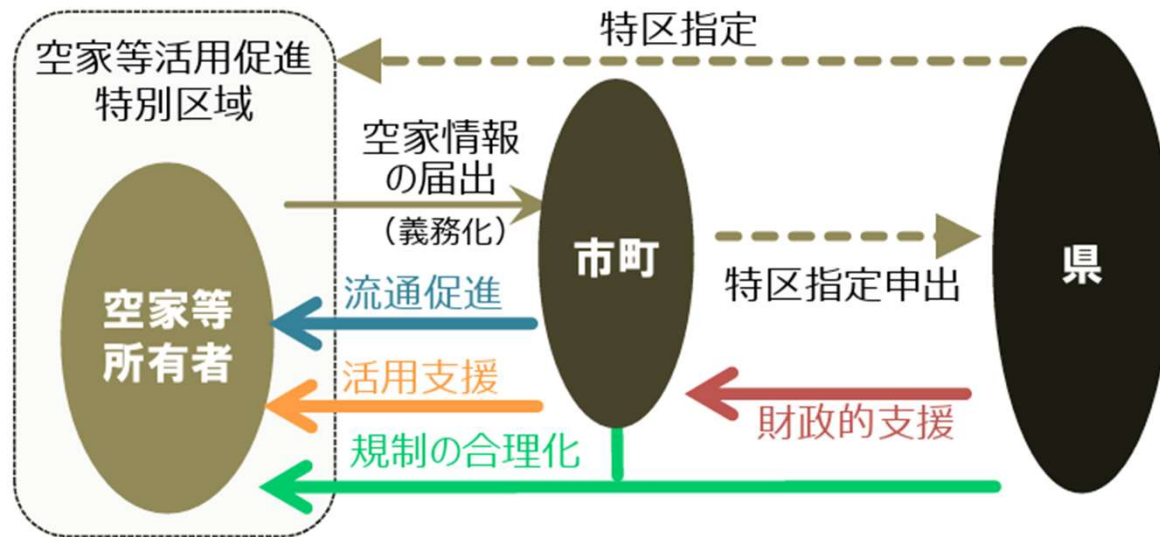 特区指定
空家等活用促進
特別区域
空家情報
の届出
（義務化）
市町
県
特区指定申出
空家等
所有者
流通促進
活用支援
財政的支援
規制の合理化